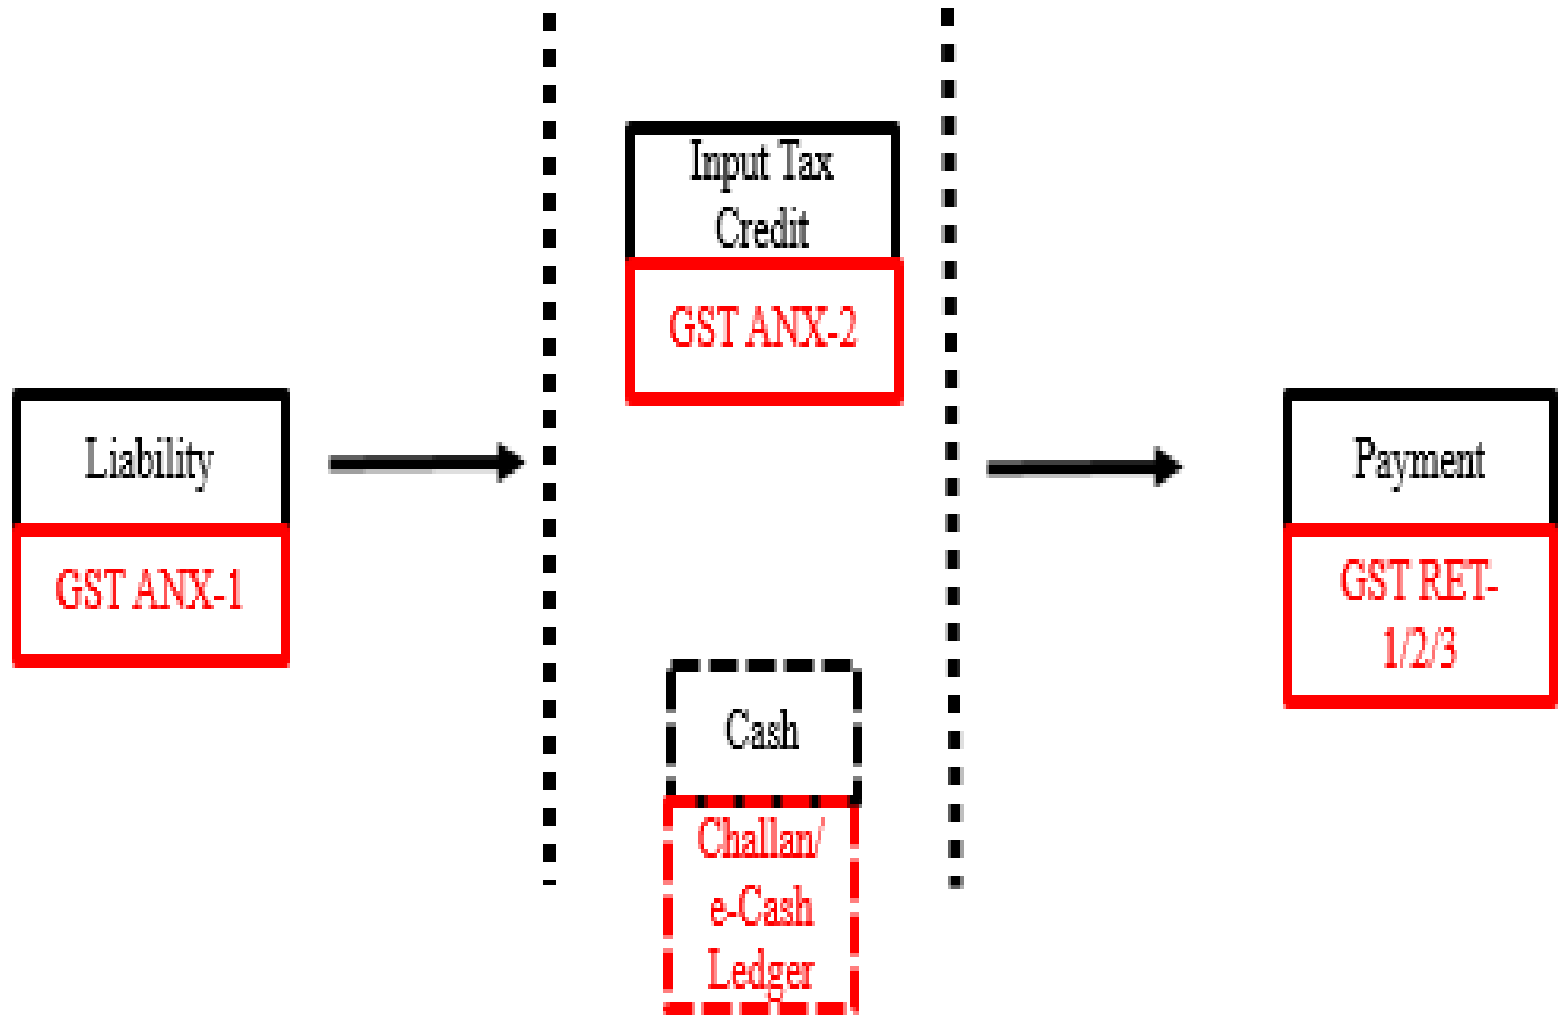 Input Tax
Credit
GST ANX-2
Liability
GST ANX-1
Payment
GST RET-
1/2/3
Cash
Challan/
e-Cash
Ledger